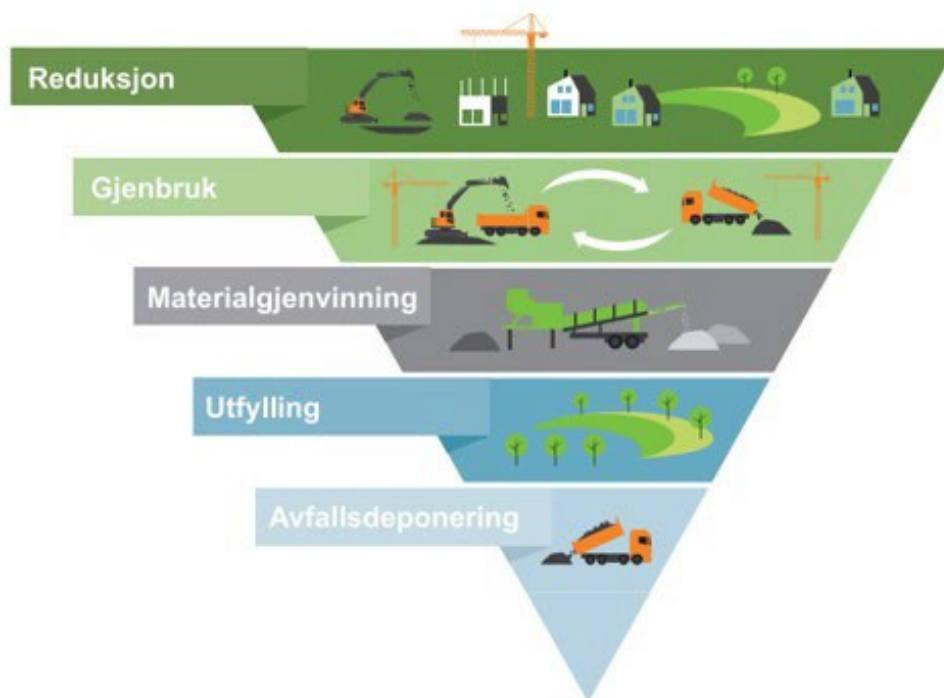 Reduksjon
Gjenbruk
Materialgjenvinning
Utfylling
Avfallsdeponering